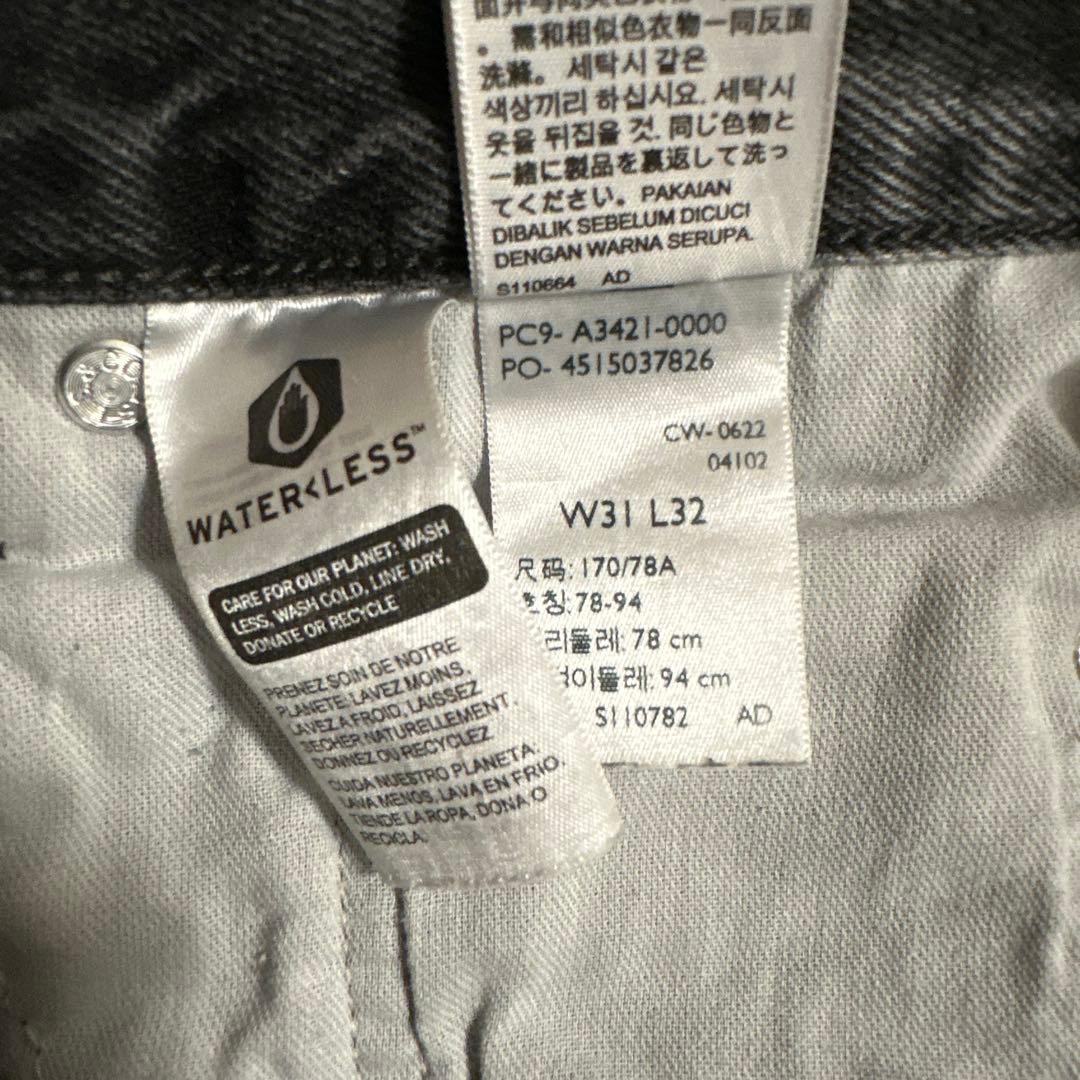 。需和相似色衣物一同反面
洗滌。세탁시 같은
색상끼리 하십시요. 세탁시
옷을 뒤집을 것. 同じ色物と
一緒に製品を裏返して洗っ
てください。PAKAIAN
DIBALIK SEBELUM DICUCI
DENGAN WARNA SERUPA.
S110664 AD
WATER<LESS™
CARE FOR OUR PLANET: WASH
LESS, WASH COLD, LINE DRY,
DONATE OR RECYCLE
PRENEZ SOIN DE NOTRE
PLANETE: LAVEZ MOINS,
LAVEZ A FROID, LAISSEZ
SECHER NATURELLEMENT.
DONNEZ OU RECYCLEZ
CUIDA NUESTRO PLANETA:
LAVA MENOS, LAVA EN FRIO,
TIENDE LA ROPA, DONA O
RECICLA.
PC9- A3421-0000
PO- 4515037826
CW- 0622
04102
W31 L32
尺码: 170/78A
호칭: 78-94
리둘레: 78 cm
이둘레: 94 cm
S110782 AD